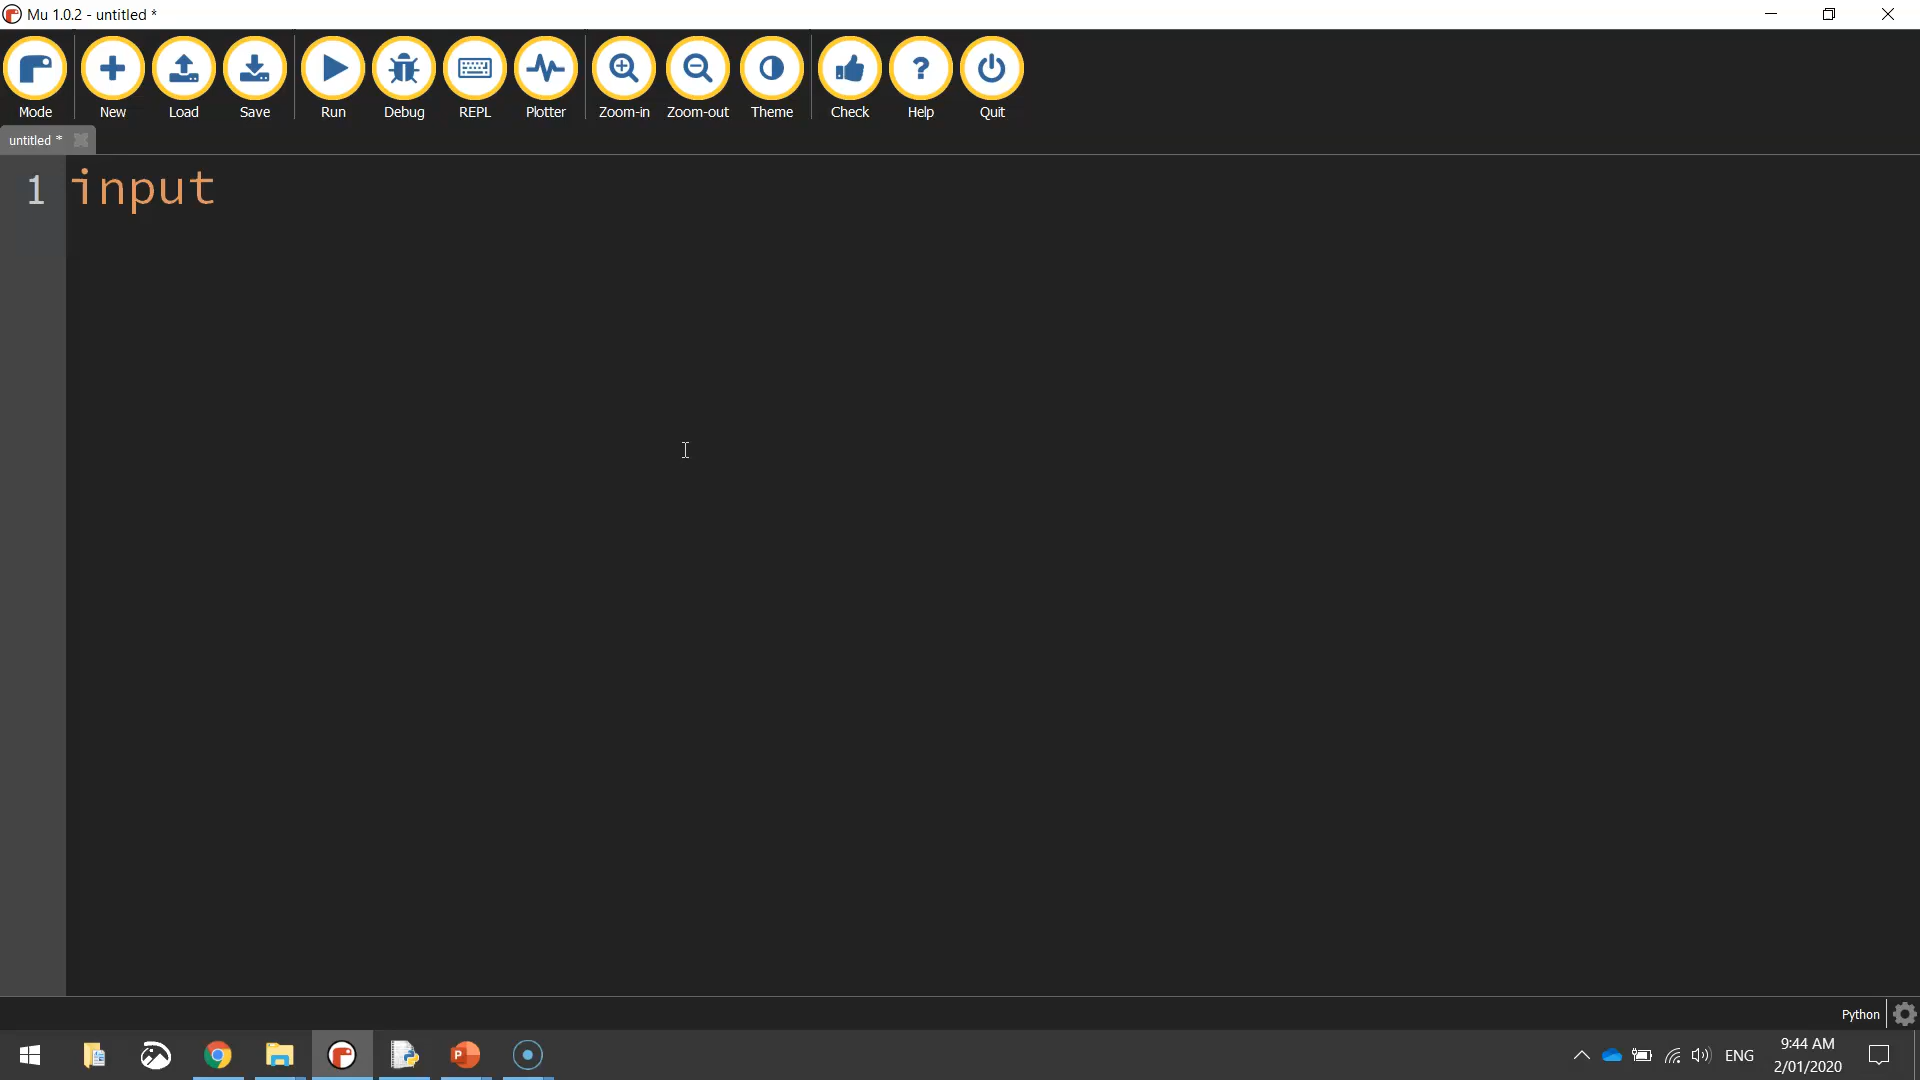 Mu 1.0.2 - untitled *
Mode New Load Save Run Debug REPL Plotter Zoom-in Zoom-out Theme Check Help Quit
untitled *
1 input
Python
ENG
9:44 AM
2/01/2020